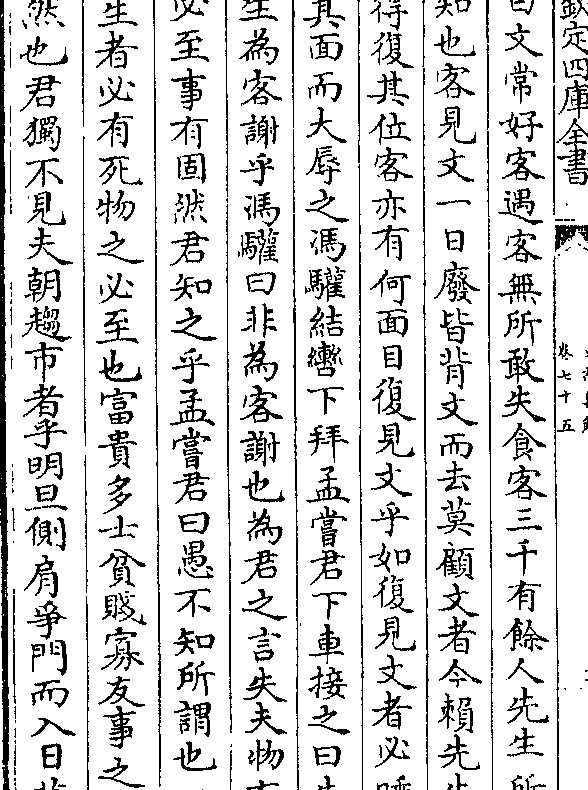 欽定四庫全書
卷七十五
曰文常好客遇客無所敢失食客三千有餘人先生所
知也客見文一日廢皆背文而去莫顧文者今賴先生
得復其位客亦有何面目復見文乎如復見文者必唾
其面而大辱之馮驩結轡下拜孟嘗君下車接之曰先
生為客謝乎馮驩曰非為客謝也為君之言失夫物有
必至事有固然君知之乎孟嘗君曰愚不知所謂也
生者必有死物之必至也富貴多士貧賤寡友事之
然也君獨不見夫朝趨市者乎明旦側肩爭門而入日